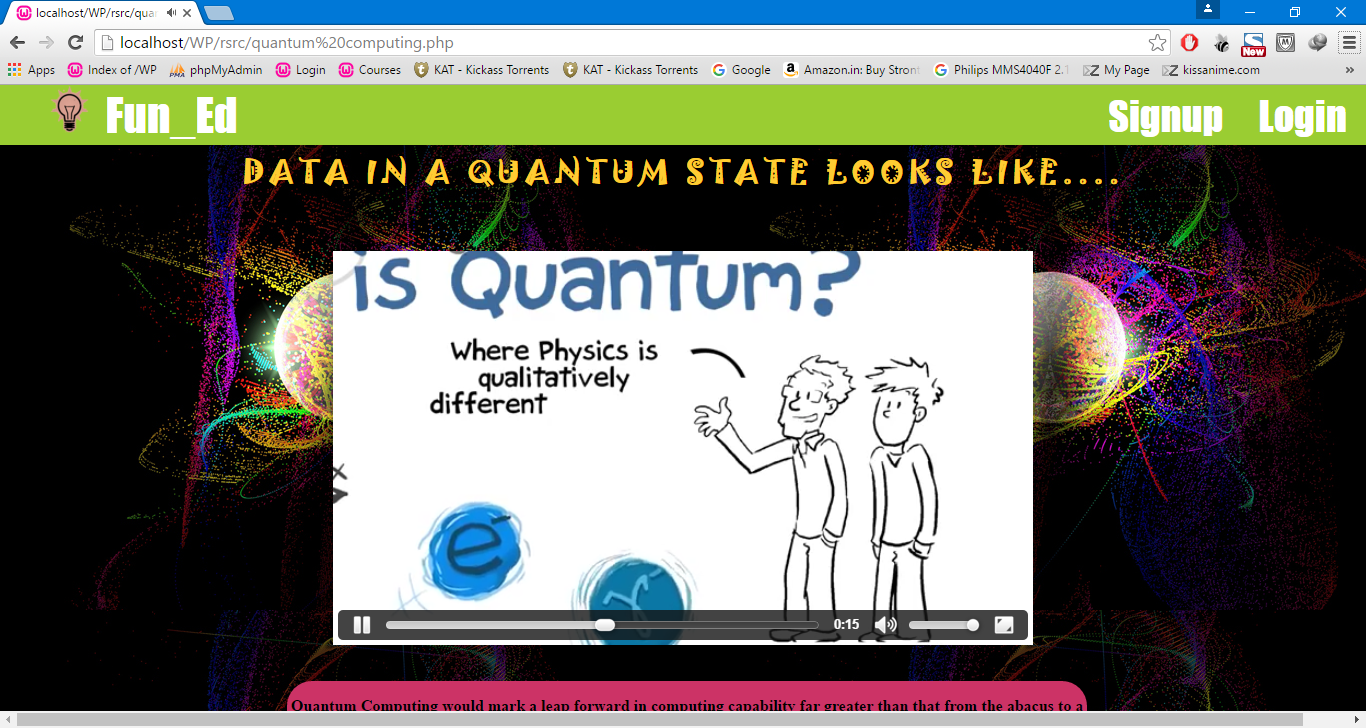 localhost/WP/rsrc/qua
localhost/WP/rsrc/quantum%20computing.php
New
Apps
Index of /WP
PMA
phpMyAdmin
Login
Courses
KAT - Kickass Torrents
KAT - Kickass Torrents
Google
Amazon.in: Buy Stron
Philips MMS4040F 2.1
My Page
kissanime.com
Fun_Ed
Signup
Login
DATA IN A QUANTUM STATE LOOKS LIKE....
is Quantum?
Where Physics is
qualitatively
different
e-
0:15
Quantum Computing would mark a leap forward in computing capability far greater than that from the abacus to a